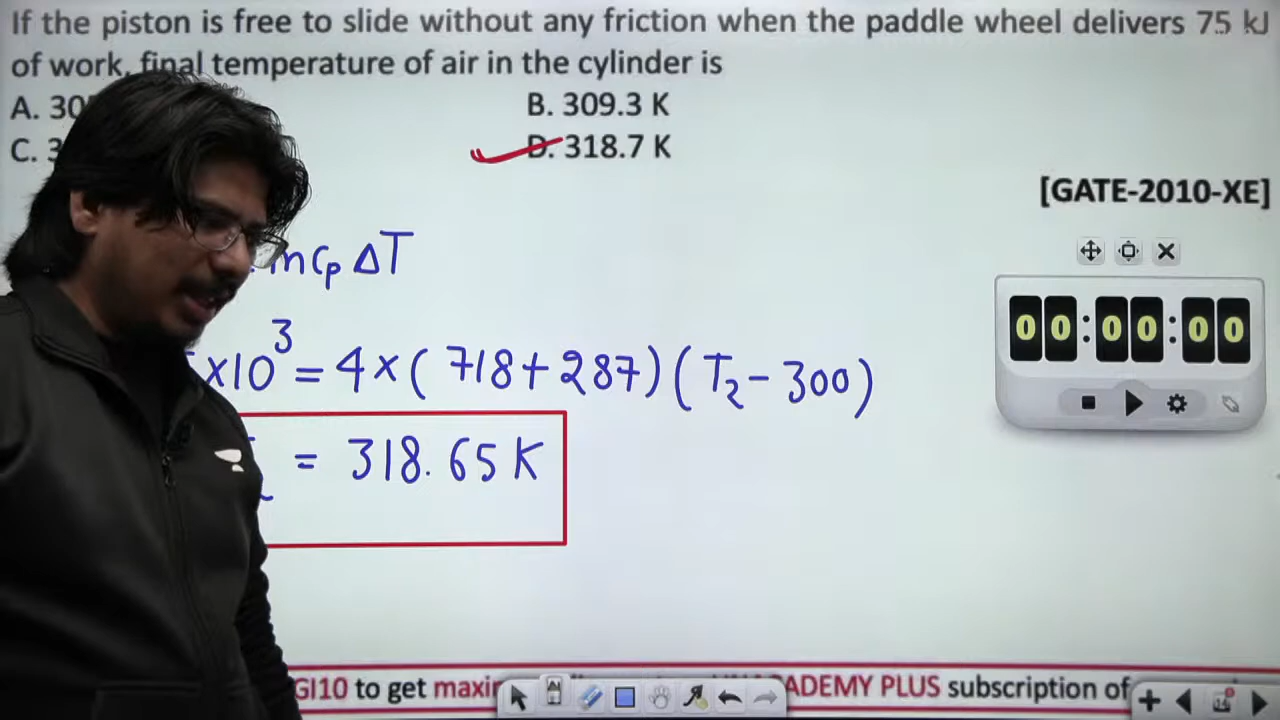 If the piston is free to slide without any friction when the paddle wheel delivers 75 kJ
of work, final temperature of air in the cylinder is
A. 30
B. 309.3 K
C. 3
D. 318.7 K
[GATE-2010-XE]
mCp ΔT
00:00:00
×10³ = 4×( 718+287)(T₂ - 300)
= 318.65 K
GI10 to get maxim
ADEMY PLUS subscription of